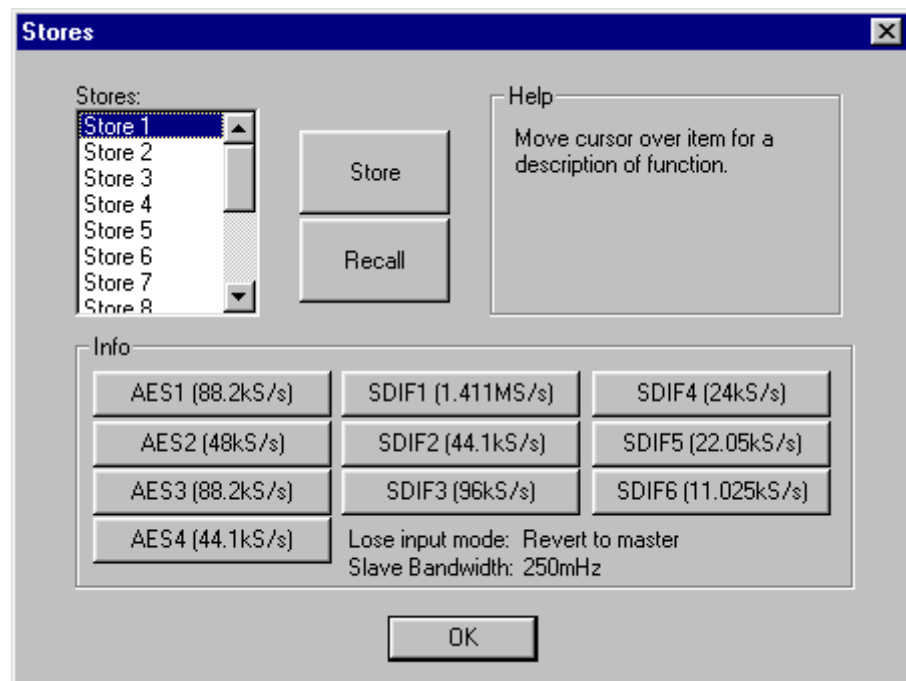 Stores
Stores:
Store 1
Store 2
Store 3
Store 4
Store 5
Store 6
Store 7
Store 8
Store
Recall
Help
Move cursor over item for a
description of function.
Info
AES1 (88.2kS/s)
AES2 (48kS/s)
AES3 (88.2kS/s)
AES4 (44.1kS/s)
SDIF1 (1.411MS/s)
SDIF2 (44.1kS/s)
SDIF3 (96kS/s)
SDIF4 (24kS/s)
SDIF5 (22.05kS/s)
SDIF6 (11.025kS/s)
Lose input mode: Revert to master
Slave Bandwidth: 250mHz
OK